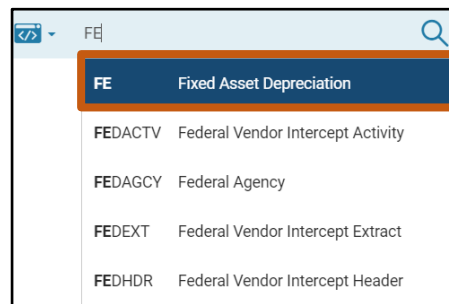 FE
FE Fixed Asset Depreciation
FEDACTV Federal Vendor Intercept Activity
FEDAGCY Federal Agency
FEDEXT Federal Vendor Intercept Extract
FEDHDR Federal Vendor Intercept Header